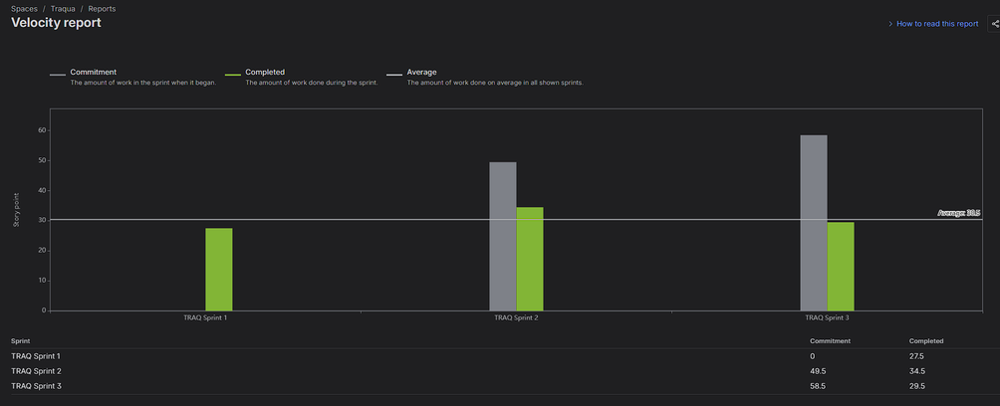 Spaces / Traqua / Reports
Velocity report
How to read this report
Commitment
The amount of work in the sprint when it began.
Completed
The amount of work done during the sprint.
Average
The amount of work done on average in all shown sprints.
Story point
60
50
40
30
20
10
0
Average: 30.5
TRAQ Sprint 1 TRAQ Sprint 2 TRAQ Sprint 3
Sprint Commitment Completed
TRAQ Sprint 1 0 27.5
TRAQ Sprint 2 49.5 34.5
TRAQ Sprint 3 58.5 29.5